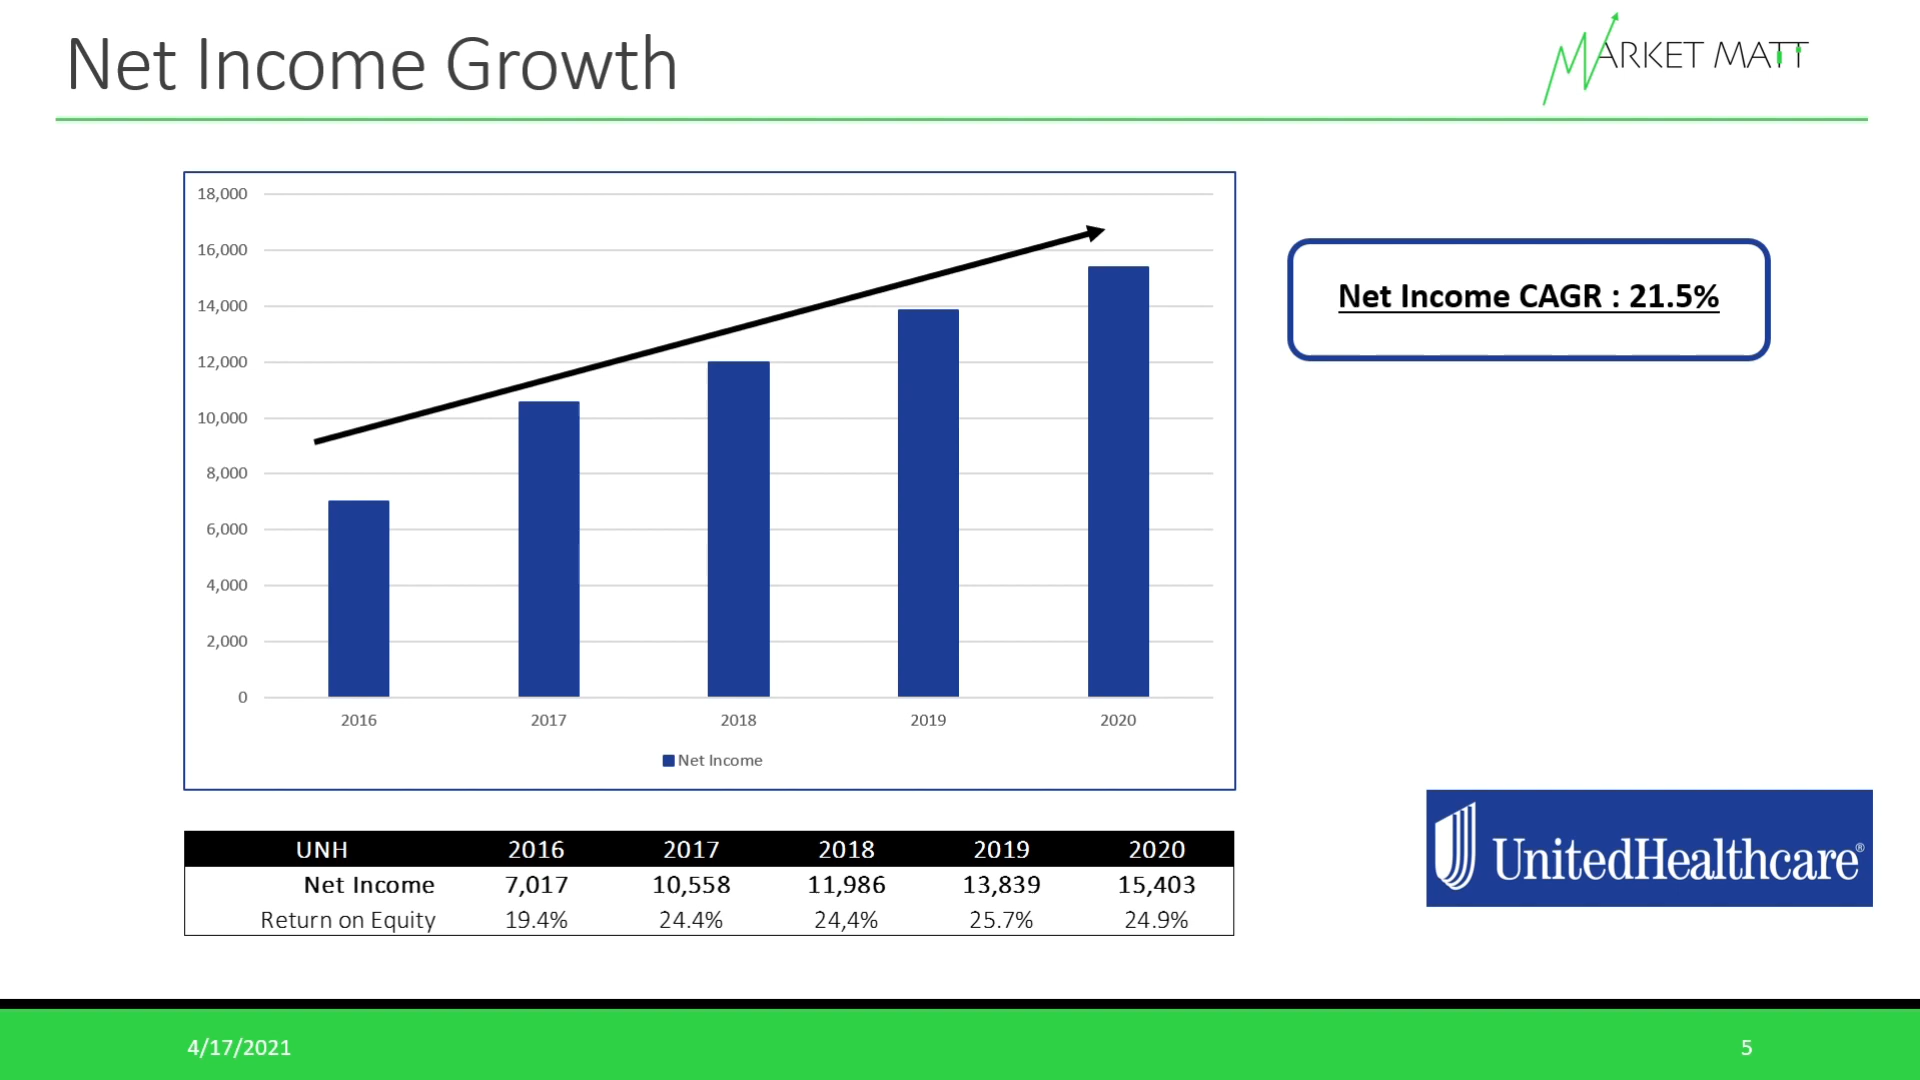 Net Income Growth
MARKET MATT
18,000
16,000
14,000
12,000
10,000
8,000
6,000
4,000
2,000
0
2016 2017 2018 2019 2020
Net Income
Net Income CAGR : 21.5%
UNH 2016 2017 2018 2019 2020
Net Income 7,017 10,558 11,986 13,839 15,403
Return on Equity 19.4% 24.4% 24,4% 25.7% 24.9%
UnitedHealthcare®
4/17/2021
5